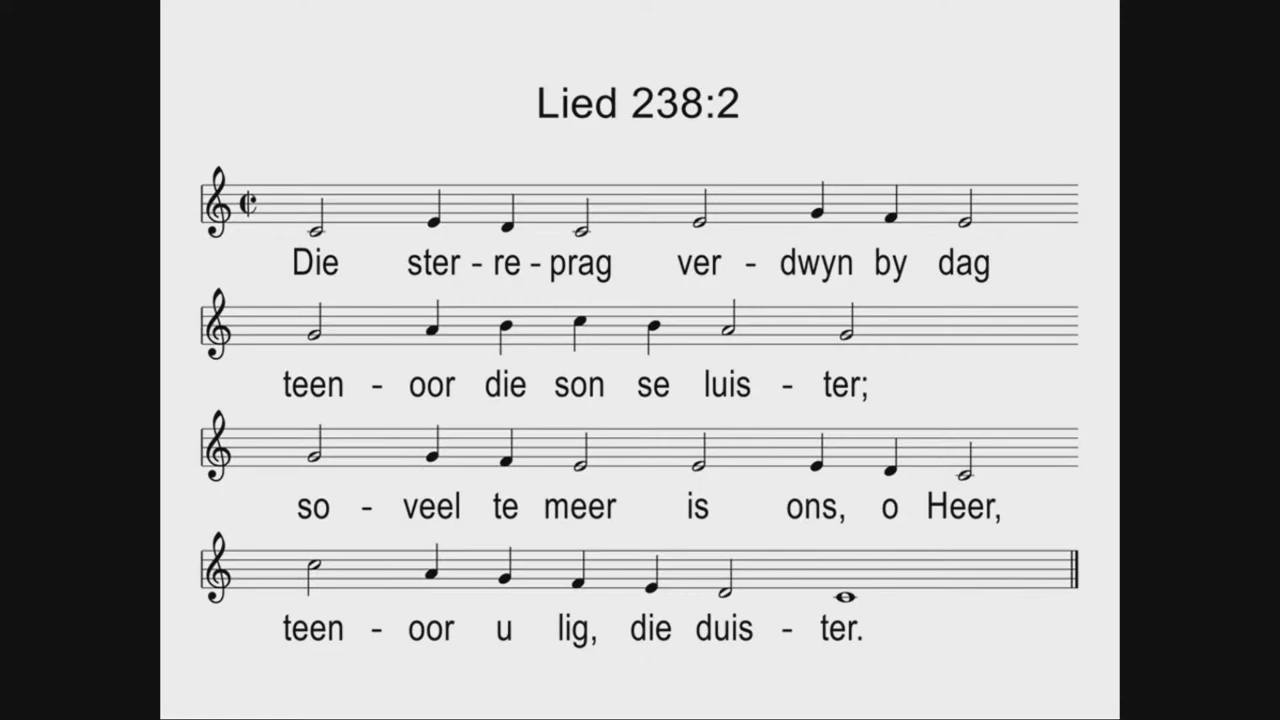 Lied 238:2
Die ster - re - prag ver - dwyn by dag
teen - oor die son se luis - ter;
so - veel te meer is ons, o Heer,
teen - oor u lig, die duis - ter.